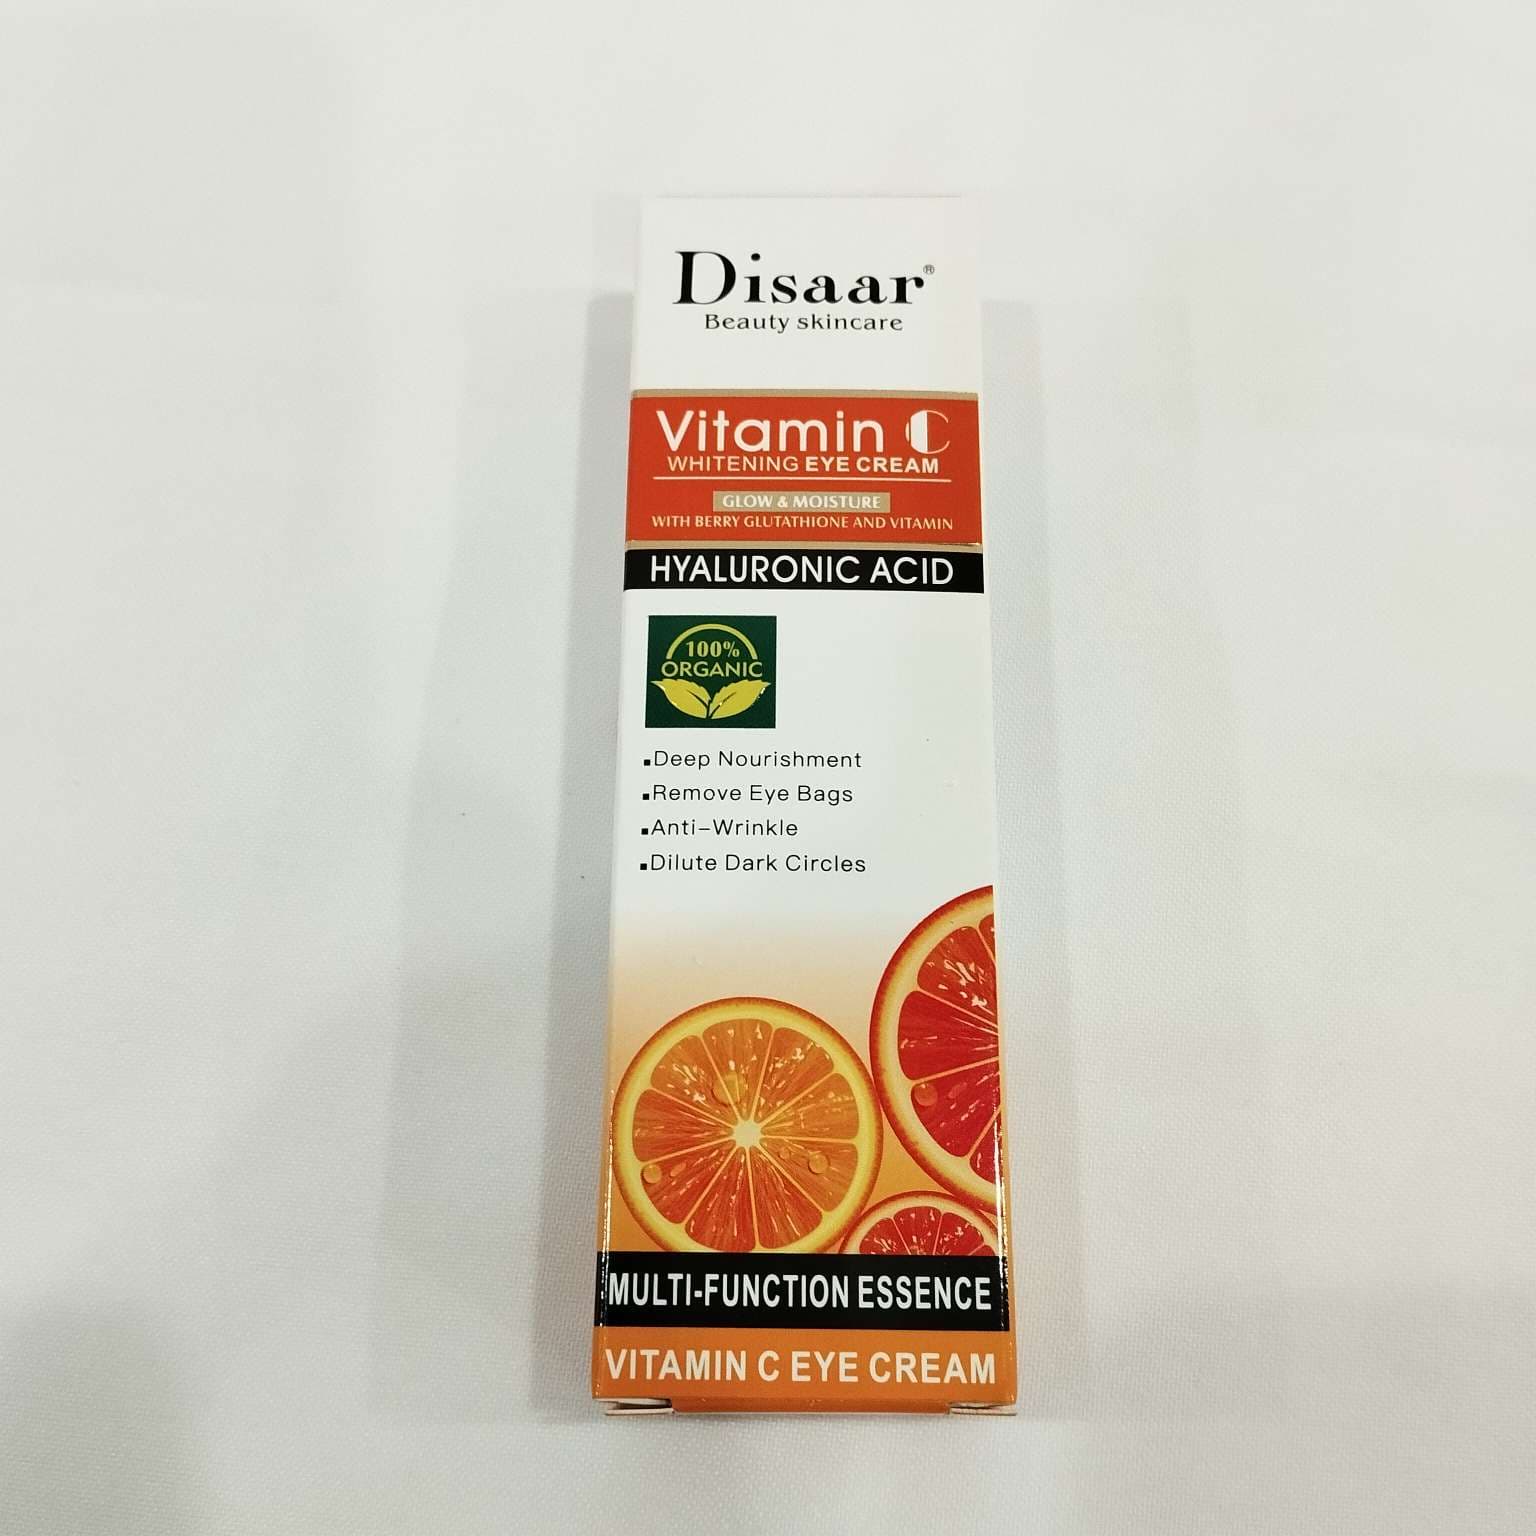 Disaar®
Beauty skincare
Vitamin C
WHITENING EYE CREAM
GLOW & MOISTURE
WITH BERRY GLUTATHIONE AND VITAMIN
HYALURONIC ACID
100%
ORGANIC
▪Deep Nourishment
▪Remove Eye Bags
▪Anti–Wrinkle
▪Dilute Dark Circles
MULTI-FUNCTION ESSENCE
VITAMIN C EYE CREAM